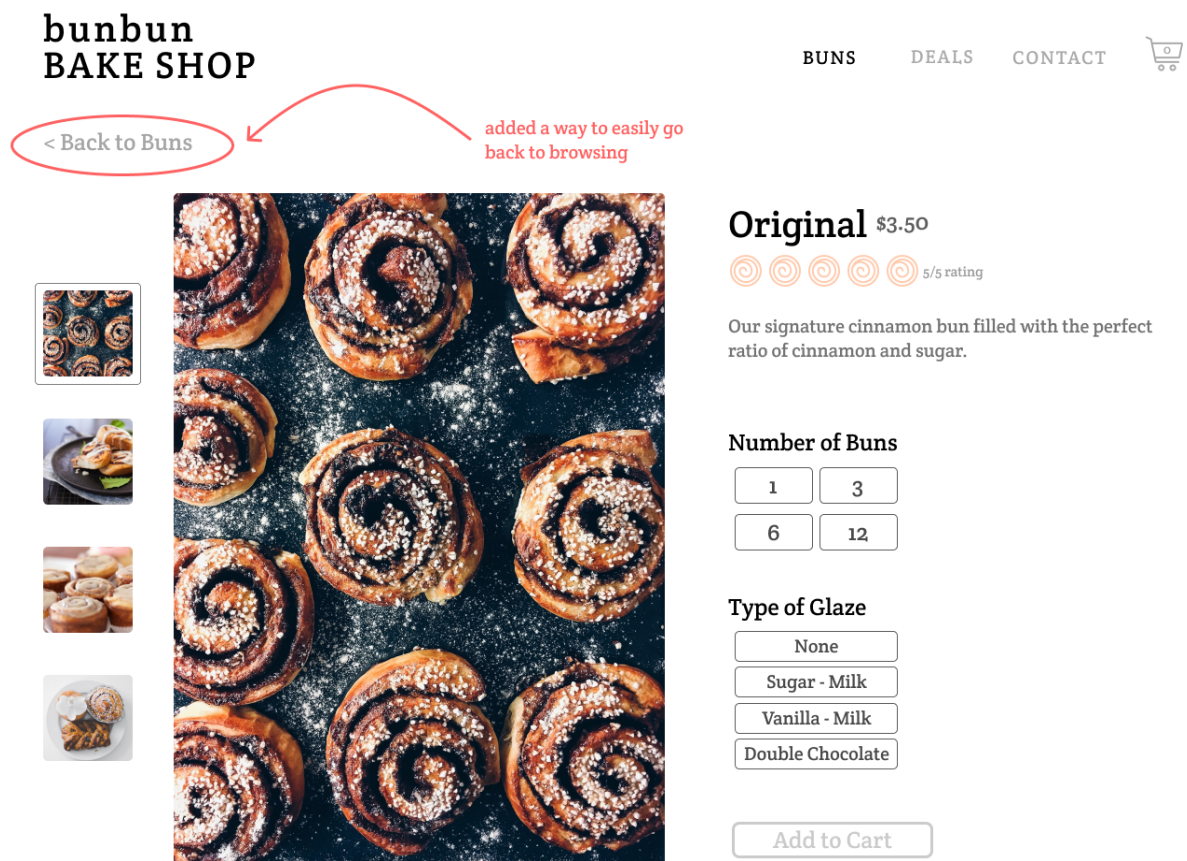 bunbun
BAKE SHOP
BUNS
DEALS
CONTACT
0
< Back to Buns
added a way to easily go
back to browsing
Original $3.50
5/5 rating
Our signature cinnamon bun filled with the perfect
ratio of cinnamon and sugar.
Number of Buns
1
3
6
12
Type of Glaze
None
Sugar - Milk
Vanilla - Milk
Double Chocolate
Add to Cart